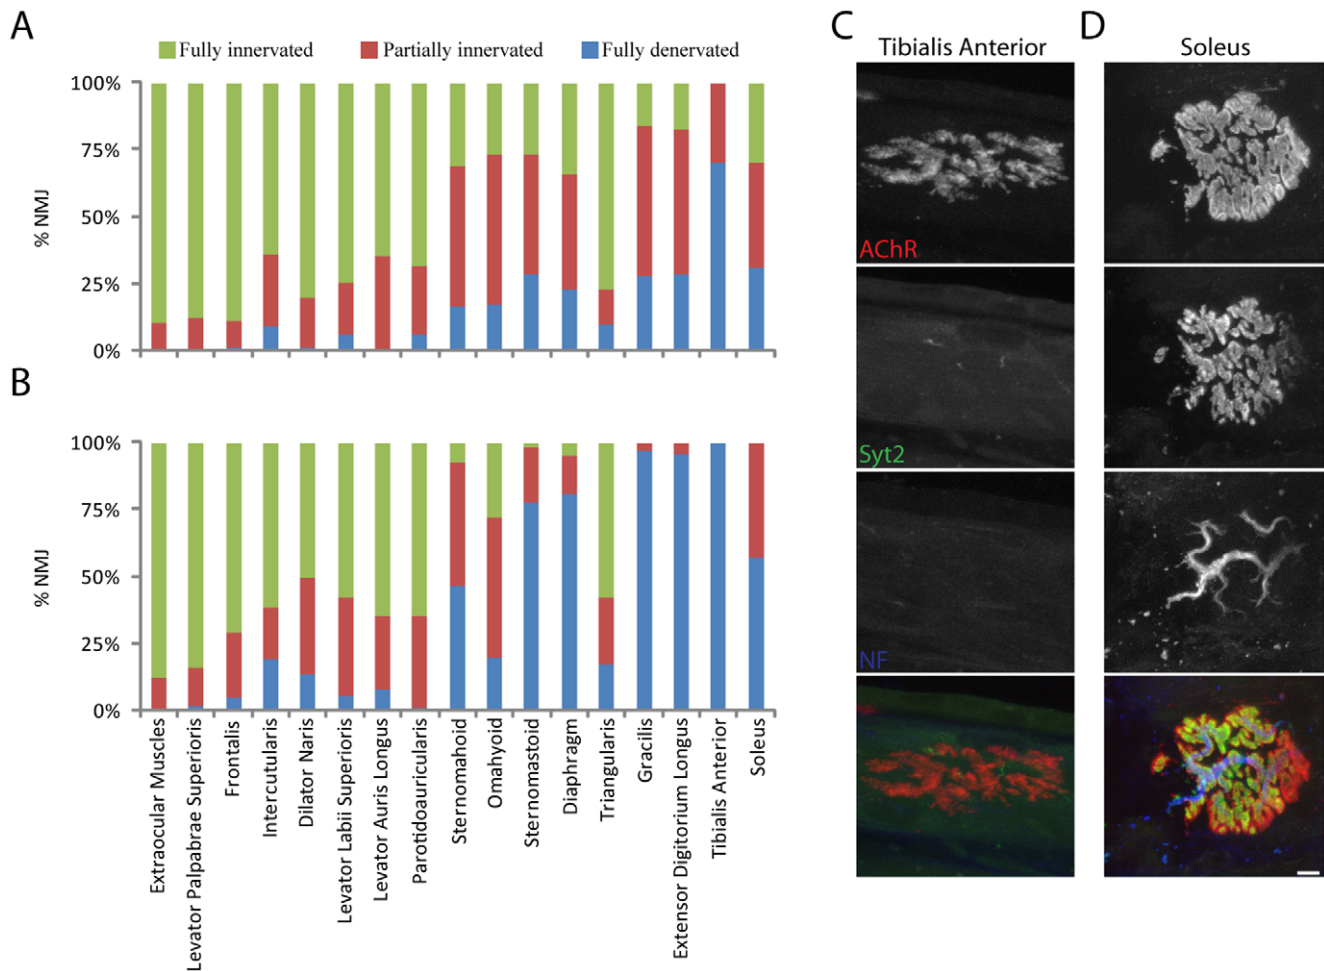 A
Fully innervated
Partially innervated
Fully denervated
100%
75%
50%
25%
0%
% NMJ
B
100%
75%
50%
25%
0%
% NMJ
Extraocular Muscles
Levator Palpabrae Superioris
Frontalis
Intercutularis
Dilator Naris
Levator Labii Superioris
Levator Auris Longus
Parotidoauricularis
Sternomahoid
Omahyoid
Sternomastoid
Diaphragm
Triangularis
Gracilis
Extensor Digitorium Longus
Tibialis Anterior
Soleus
C
Tibialis Anterior
AChR
Syt2
NF
D
Soleus